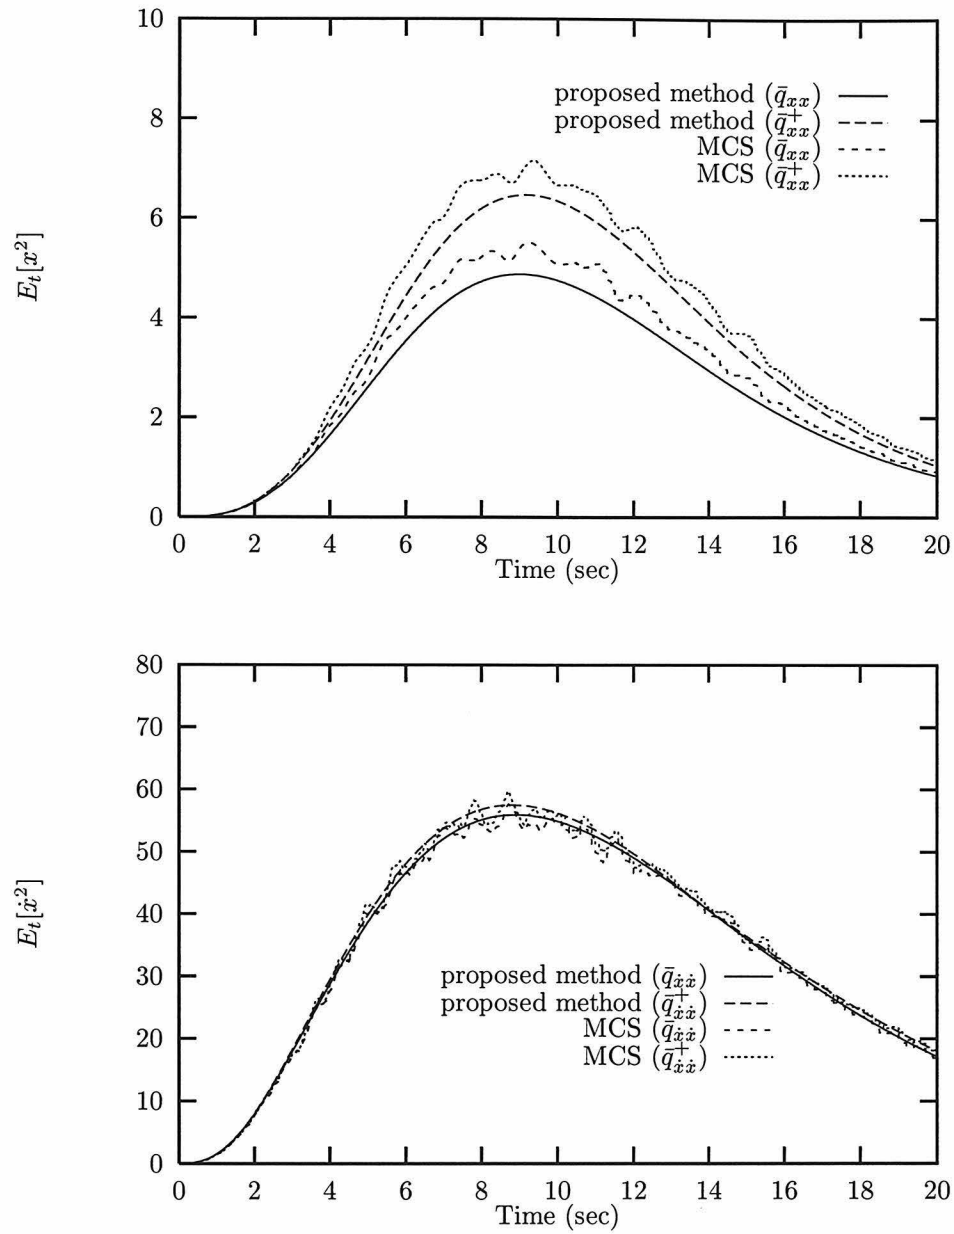 10
8
6
4
2
0
E_t[x^2]
proposed method (q̄_xx)
proposed method (q̄^+_xx)
MCS (q̄_xx)
MCS (q̄^+_xx)
0 2 4 6 8 10 12 14 16 18 20
Time (sec)
80
70
60
50
40
30
20
10
0
E_t[ẋ^2]
proposed method (q̄_ẋẋ)
proposed method (q̄^+_ẋẋ)
MCS (q̄_ẋẋ)
MCS (q̄^+_ẋẋ)
0 2 4 6 8 10 12 14 16 18 20
Time (sec)